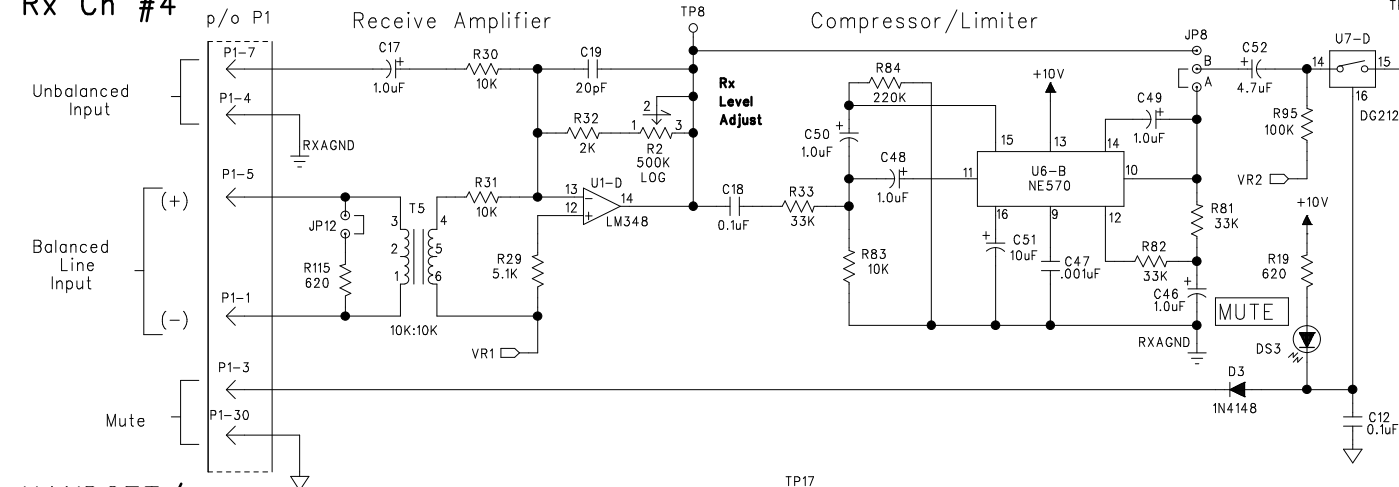 Rx Ch #4
p/o P1
Receive Amplifier
TP8
Compressor/Limiter
P1-7
C17
+
1.0uF
R30
10K
C19
20pF
JP8
B
A
C52
+
4.7uF
U7-D
14
15
16
DG212
Unbalanced
Input
P1-4
RXAGND
R32
2K
2
1
3
R2
500K
LOG
Rx
Level
Adjust
R84
220K
+10V
C50
+
1.0uF
15
13
14
C49
+
1.0uF
R95
100K
VR2
C48
+
1.0uF
11
U6-B
NE570
10
16
9
12
P1-5
(+)
Balanced
Line
Input
JP12
R115
620
T5
3
2
1
4
5
6
10K:10K
R31
10K
13
12
U1-D
14
LM348
R29
5.1K
VR1
C18
0.1uF
R33
33K
R83
10K
+
C51
10uF
C47
.001uF
R82
33K
R81
33K
+
C46
1.0uF
RXAGND
+10V
R19
620
MUTE
DS3
P1-1
(-)
P1-3
D3
1N4148
Mute
P1-30
C12
0.1uF
TP17